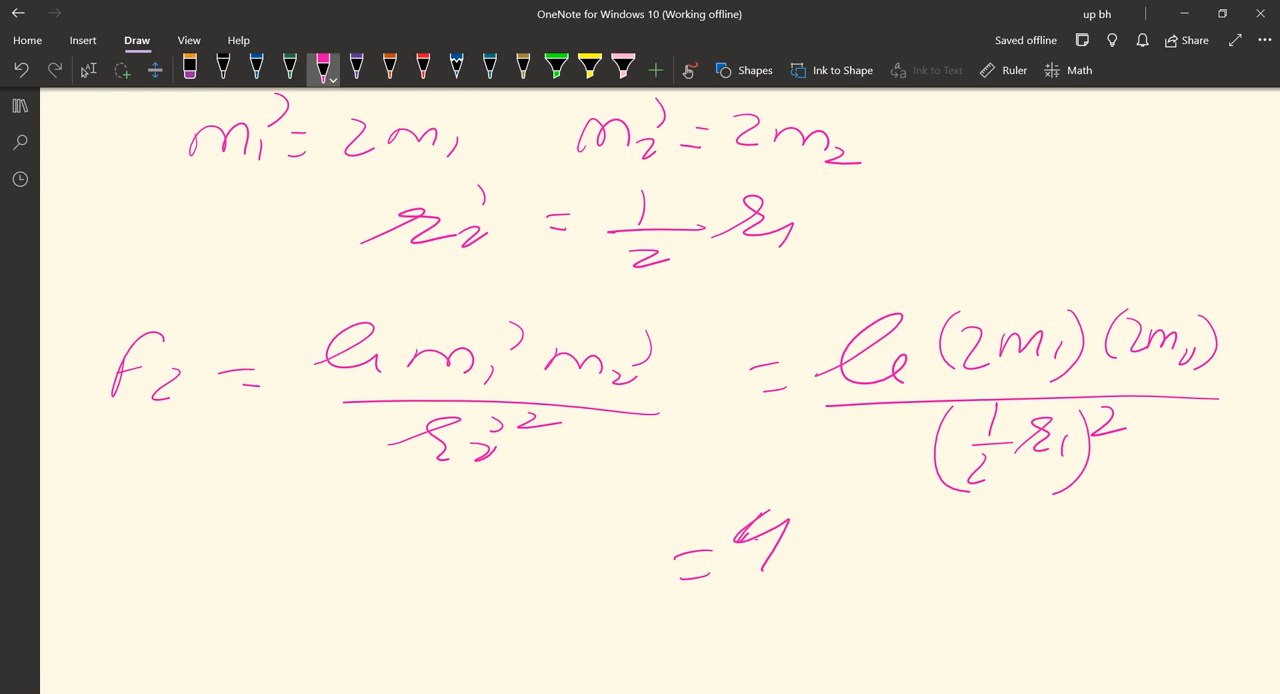 OneNote for Windows 10 (Working offline)
up bh
Home Insert Draw View Help
Saved offline
Share
Shapes
Ink to Shape
Ink to Text
Ruler
Math
m₁' = 2m₁ m₂' = 2m₂
r₂' = 1/2 r₁
F₂ = G m₁' m₂' / r₂'² = G (2m₁) (2m₂) / (1/2 r₁)²
= 4